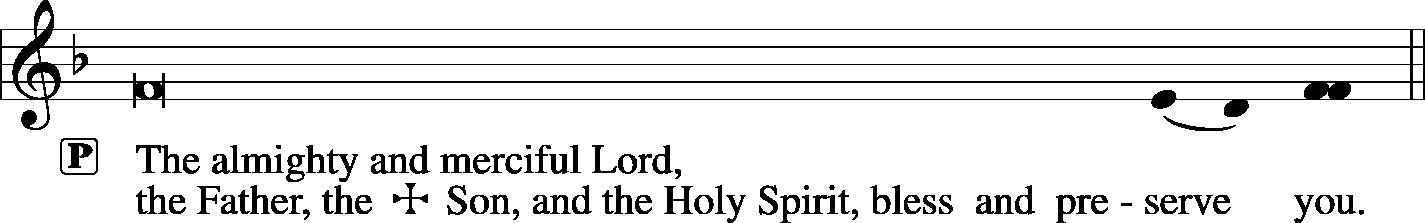 P The almighty and merciful Lord,
the Father, the ☩ Son, and the Holy Spirit, bless and pre - serve you.